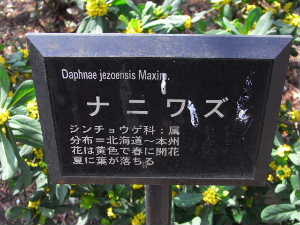 Daphnae jezoensis Maxim.
ナニワズ
ジンチョウゲ科：属
分布＝北海道～本州
花は黄色で春に開花
夏に葉が落ちる